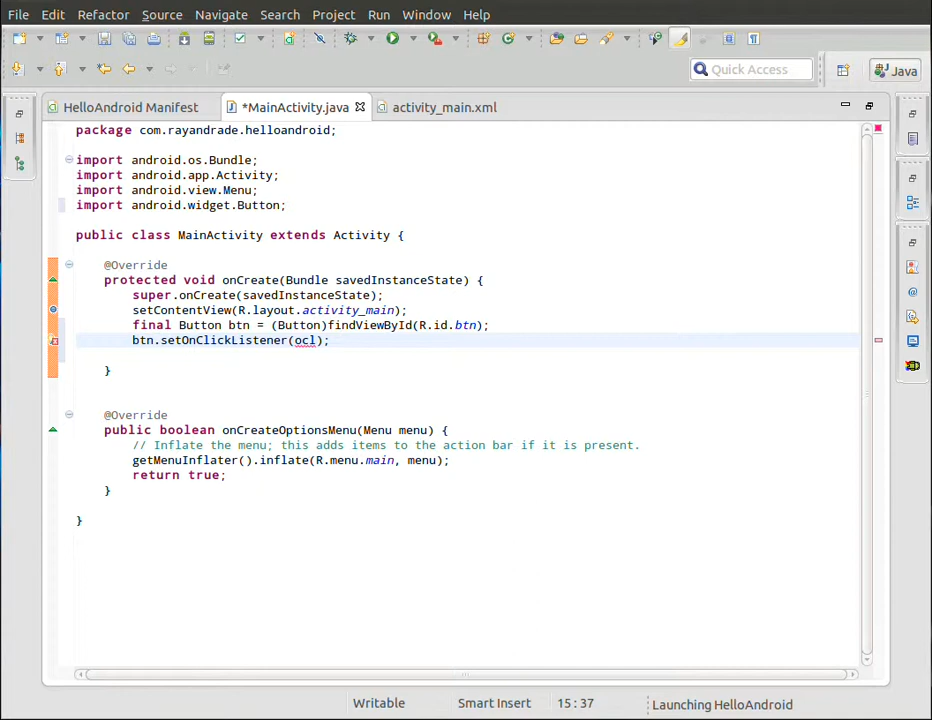 File Edit Refactor Source Navigate Search Project Run Window Help
Quick Access Java
HelloAndroid Manifest *MainActivity.java activity_main.xml
package com.rayandrade.helloandroid;
import android.os.Bundle;
import android.app.Activity;
import android.view.Menu;
import android.widget.Button;
public class MainActivity extends Activity {
@Override
protected void onCreate(Bundle savedInstanceState) {
super.onCreate(savedInstanceState);
setContentView(R.layout.activity_main);
final Button btn = (Button)findViewById(R.id.btn);
btn.setOnClickListener(ocl);
}
@Override
public boolean onCreateOptionsMenu(Menu menu) {
// Inflate the menu; this adds items to the action bar if it is present.
getMenuInflater().inflate(R.menu.main, menu);
return true;
}
}
Writable Smart Insert 15 : 37 Launching HelloAndroid